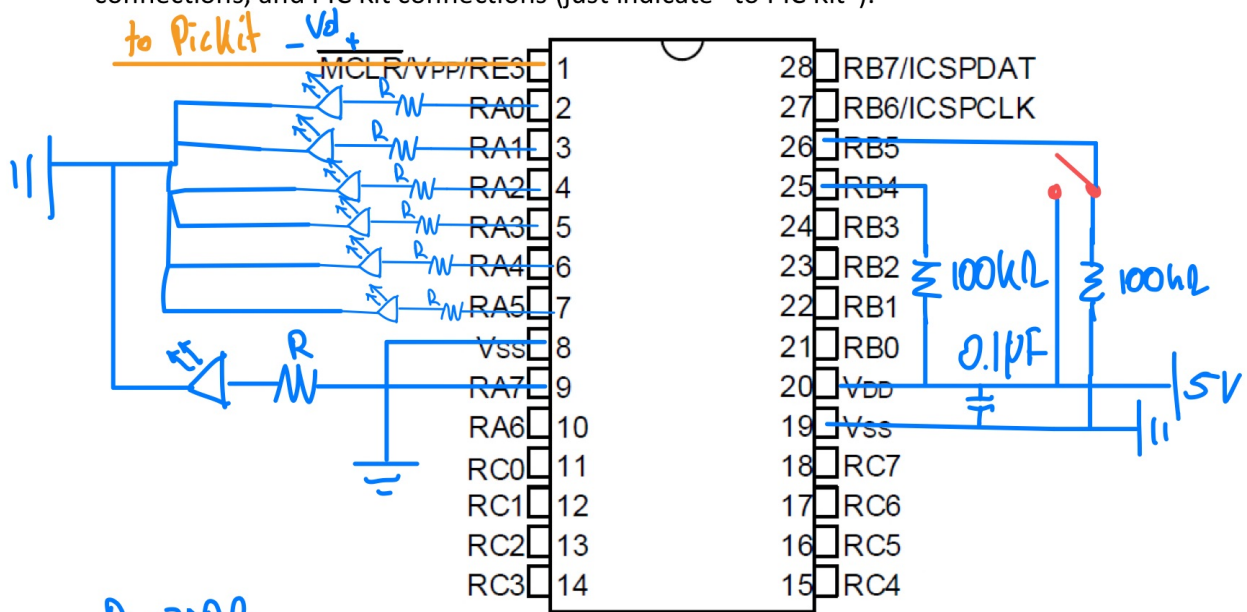 connections, and PIC Kit connections (just indicate "to PIC Kit").
to PicKit
- Vd +
MCLR/VPP/RE3 1
R RA0 2
R RA1 3
R RA2 4
R RA3 5
R RA4 6
R RA5 7
VSS 8
R RA7 9
RA6 10
RC0 11
RC1 12
RC2 13
RC3 14
28 RB7/ICSPDAT
27 RB6/ICSPCLK
26 RB5
25 RB4
24 RB3
23 RB2
22 RB1
21 RB0
20 VDD
19 VSS
18 RC7
17 RC6
16 RC5
15 RC4
100kΩ
100kΩ
0.1µF
5V